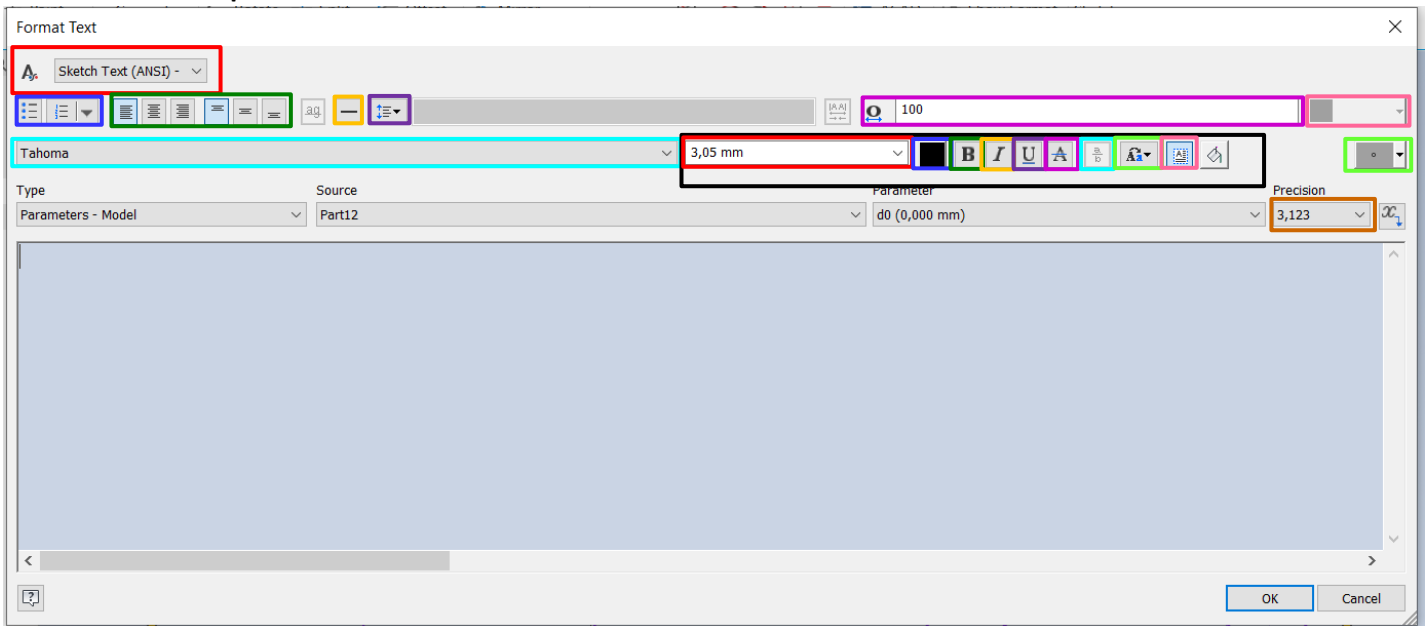 Format Text
Sketch Text (ANSI) -
ag
100
Tahoma
3,05 mm
B I U A
Type
Source
Parameter
Precision
Parameters - Model
Part12
d0 (0,000 mm)
3,123
OK
Cancel